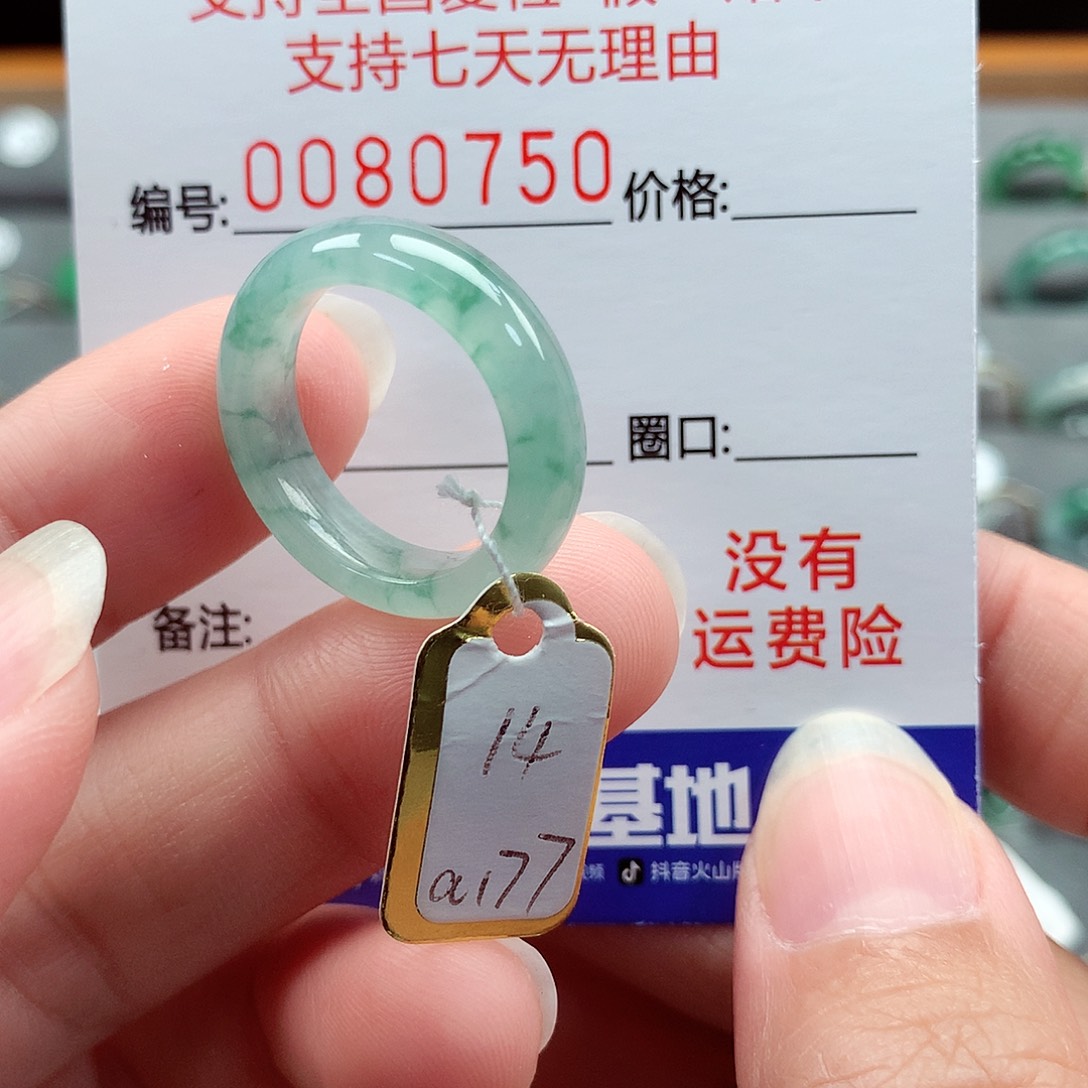 支持七天无理由
编号: 0080750 价格:
圈口:
备注:
没有
运费险
14
a177
基地
抖音火山版